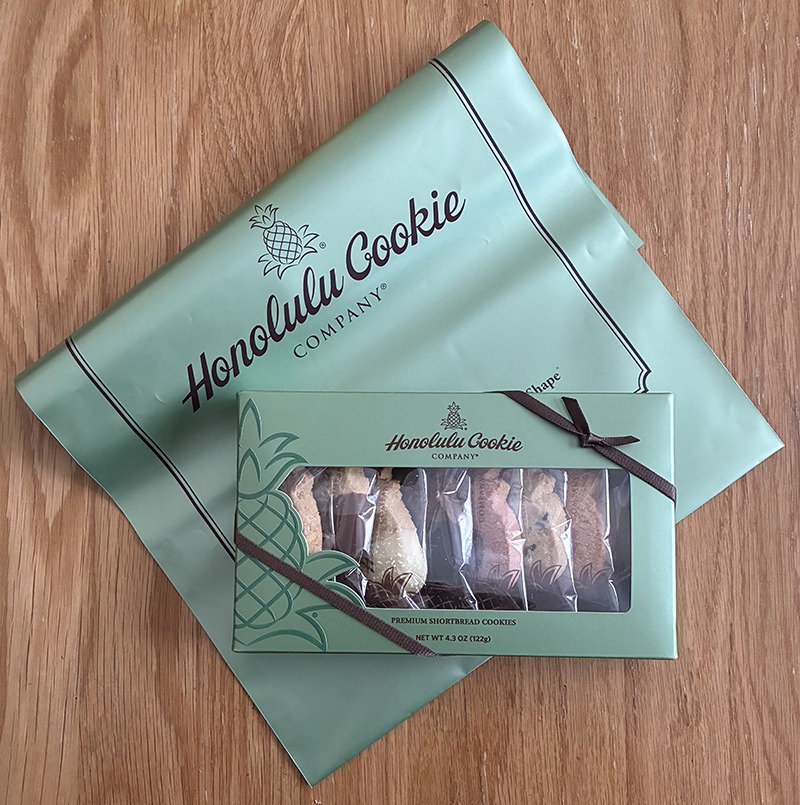 Honolulu Cookie
COMPANY®
Shape®
Honolulu Cookie
COMPANY®
PREMIUM SHORTBREAD COOKIES
NET WT 4.3 OZ (122g)